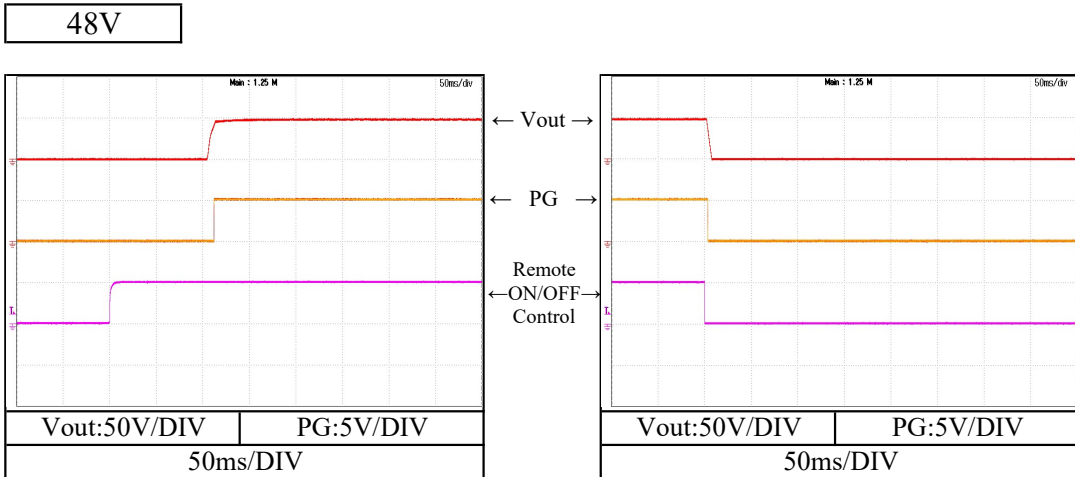 48V
Main : 1.25 M
50ms/div
Main : 1.25 M
50ms/div
← Vout →
← PG →
Remote
←ON/OFF→
Control
Vout:50V/DIV
PG:5V/DIV
50ms/DIV
Vout:50V/DIV
PG:5V/DIV
50ms/DIV